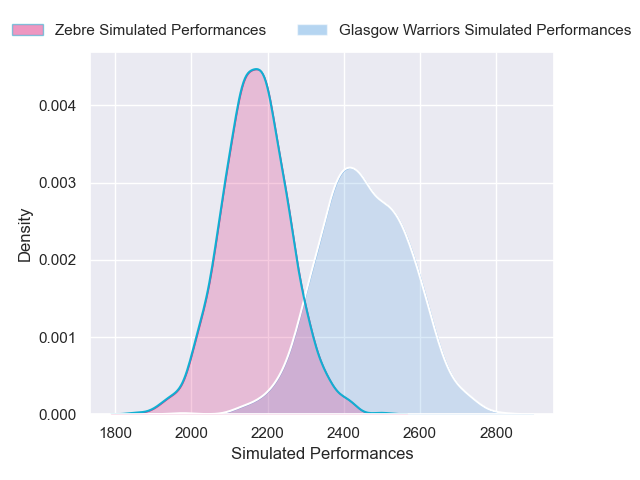 Zebre Simulated Performances Glasgow Warriors Simulated Performances
0.004
0.003
0.002
0.001
0.000
Density
1800 2000 2200 2400 2600 2800
Simulated Performances